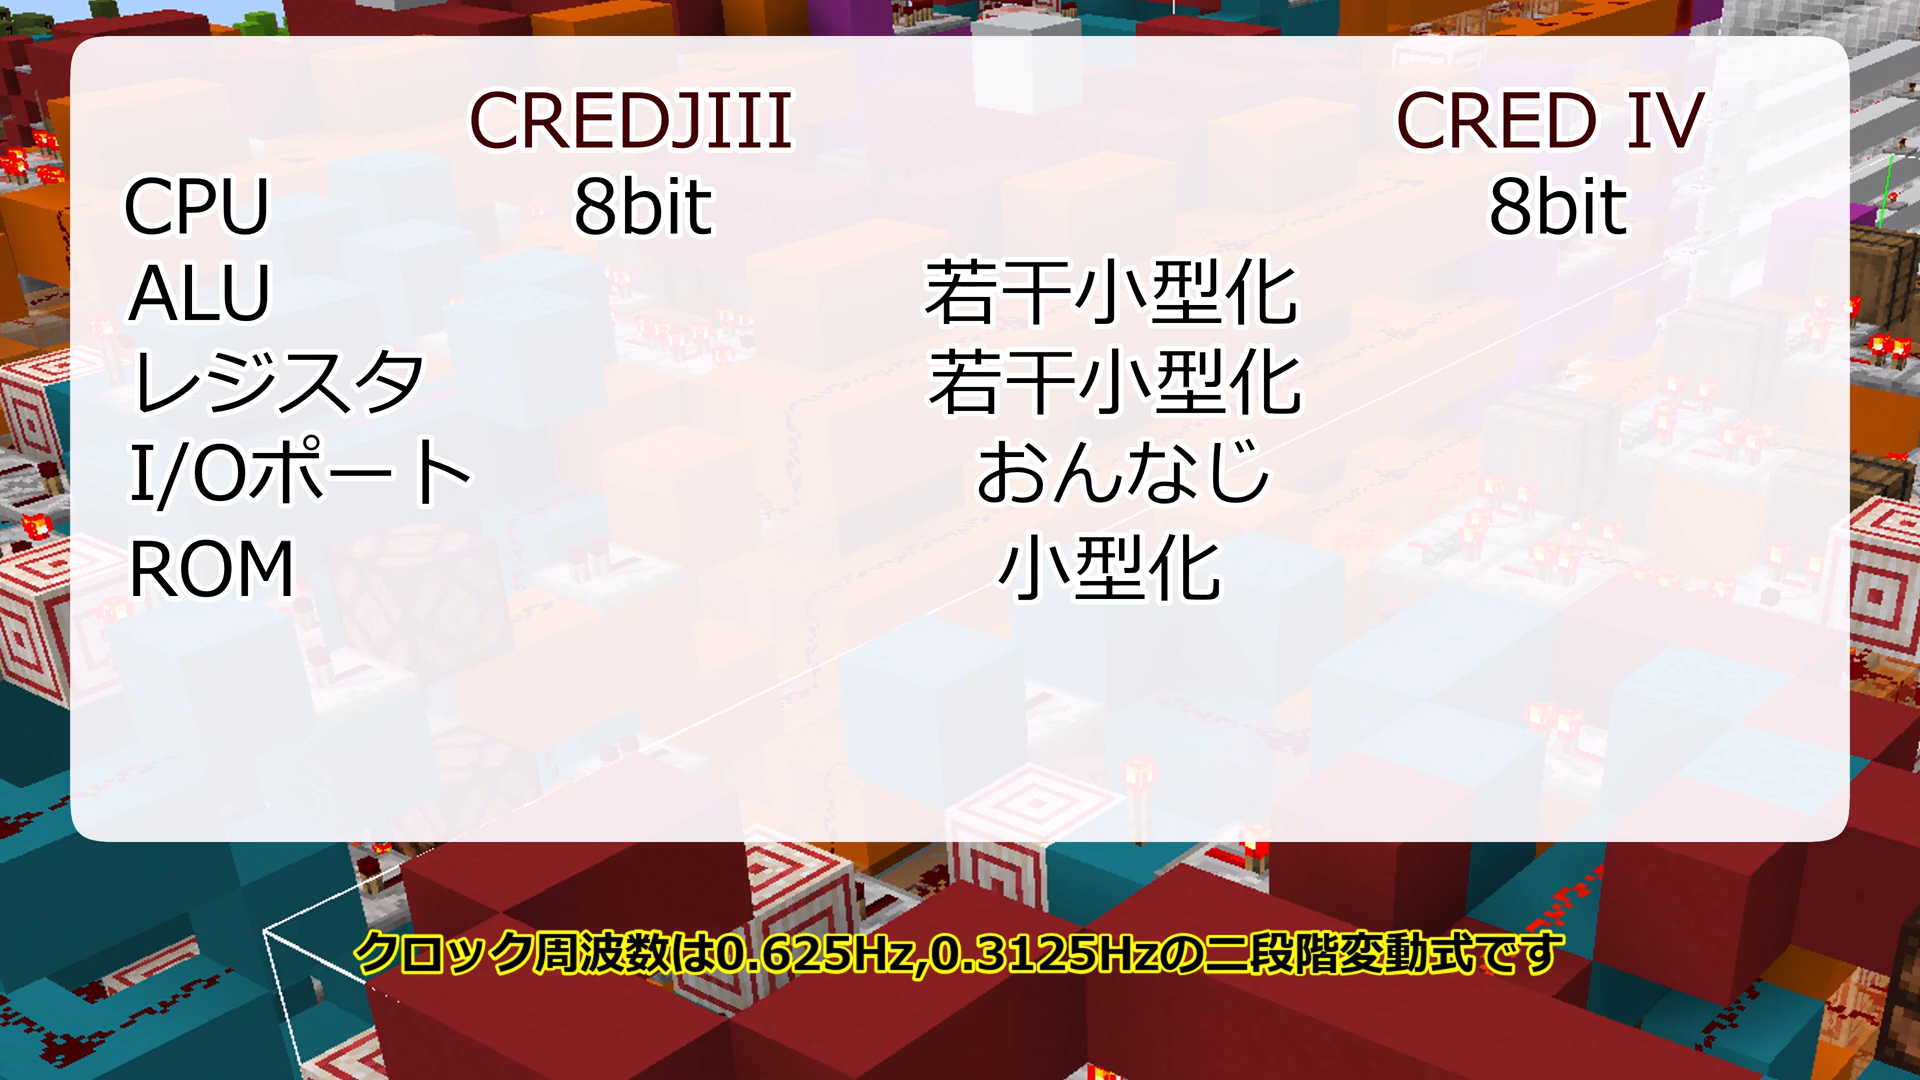 CREDJIII CRED IV
CPU 8bit 8bit
ALU 若干小型化
レジスタ 若干小型化
I/Oポート おんなじ
ROM 小型化
クロック周波数は0.625Hz,0.3125Hzの二段階変動式です